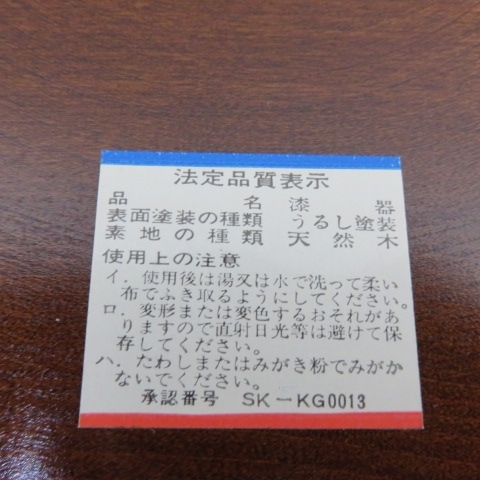 法定品質表示
品名 漆器
表面塗装の種類 うるし塗装
素地の種類 天然木
使用上の注意
イ．使用後は湯又は水で洗って柔い
布でふき取るようにしてください。
ロ．変形または変色するおそれがあ
りますので直射日光等は避けて保
存してください。
ハ．たわしまたはみがき粉でみがか
ないでください。
承認番号 SK－KG0013